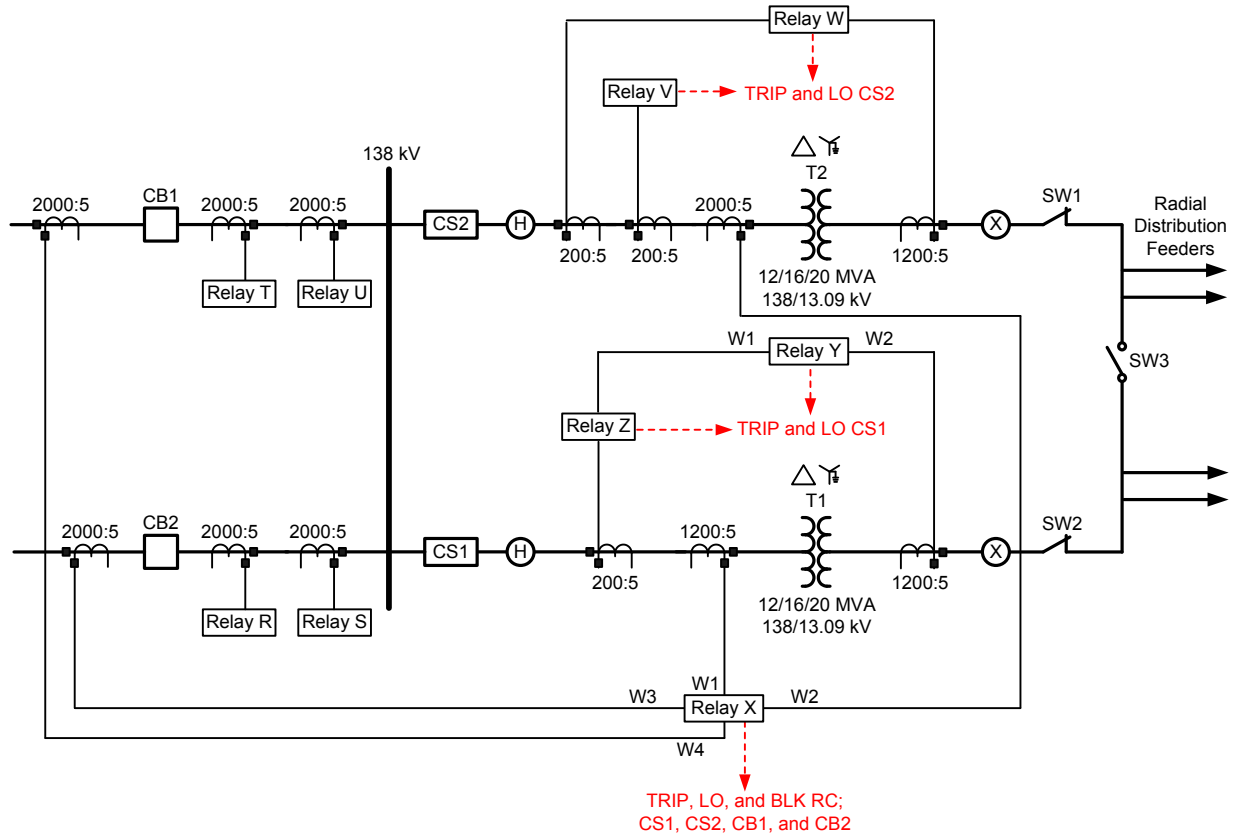 Relay W
Relay V
TRIP and LO CS2
138 kV
T2
2000:5
CB1
2000:5
2000:5
CS2
H
200:5
200:5
2000:5
1200:5
X
SW1
Radial
Distribution
Feeders
Relay T
Relay U
12/16/20 MVA
138/13.09 kV
W1
Relay Y
W2
SW3
Relay Z
TRIP and LO CS1
T1
2000:5
CB2
2000:5
2000:5
CS1
H
200:5
1200:5
1200:5
X
SW2
Relay R
Relay S
12/16/20 MVA
138/13.09 kV
W3
W1
Relay X
W2
W4
TRIP, LO, and BLK RC;
CS1, CS2, CB1, and CB2